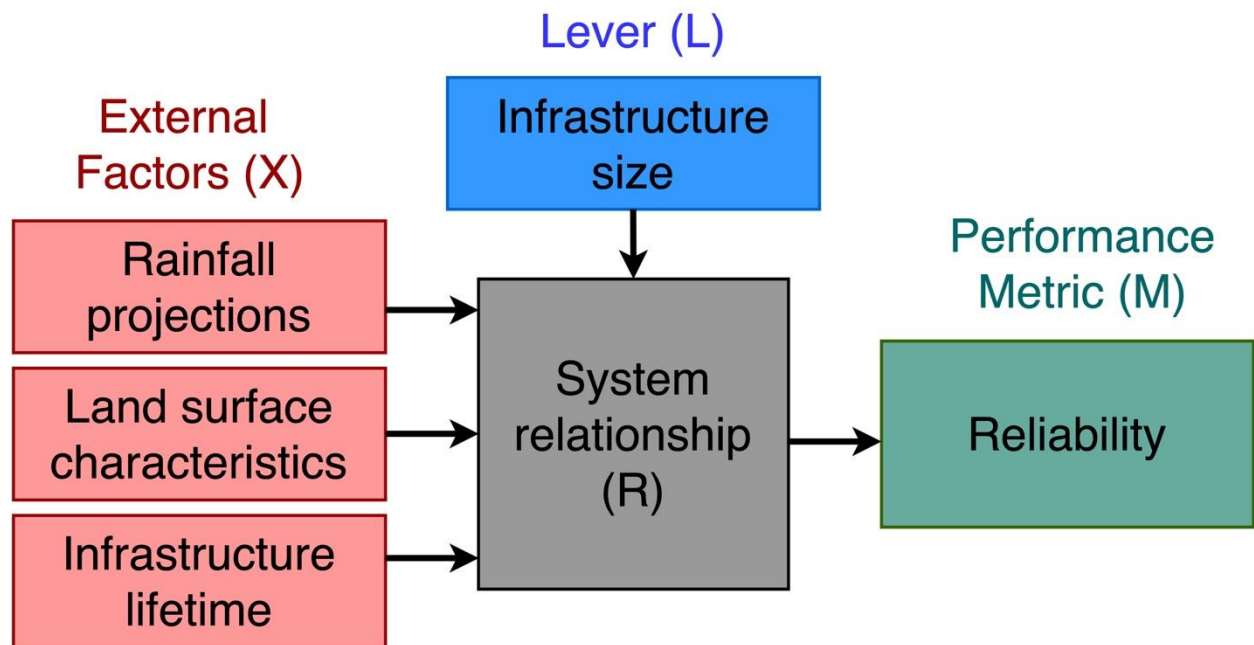 Lever (L)
Infrastructure
size
External
Factors (X)
Rainfall
projections
Land surface
characteristics
Infrastructure
lifetime
System
relationship
(R)
Performance
Metric (M)
Reliability